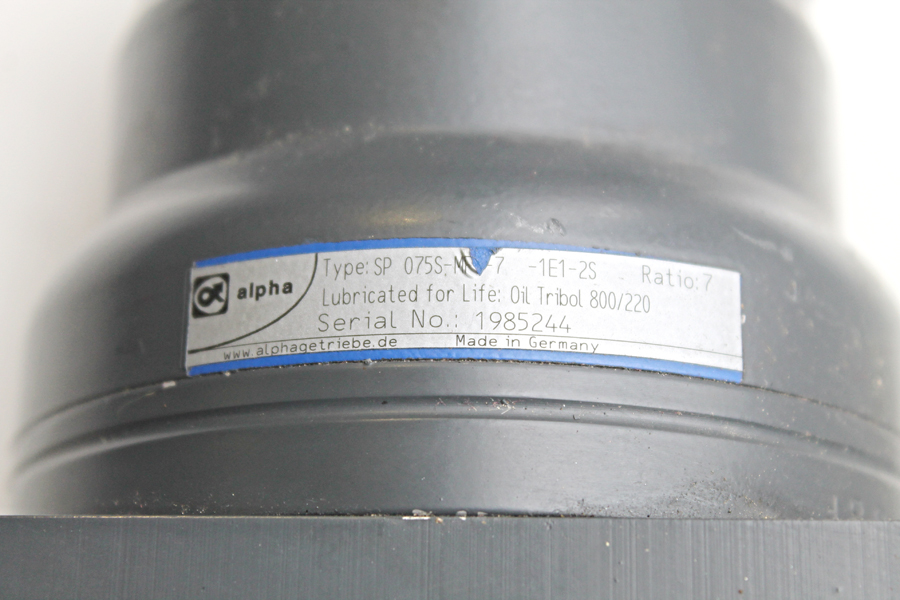 alpha
Type: SP 075S- -7 -1E1-2S Ratio: 7
Lubricated for Life: Oil Tribol 800/220
Serial No.: 1985244
www.alphagetriebe.de Made in Germany